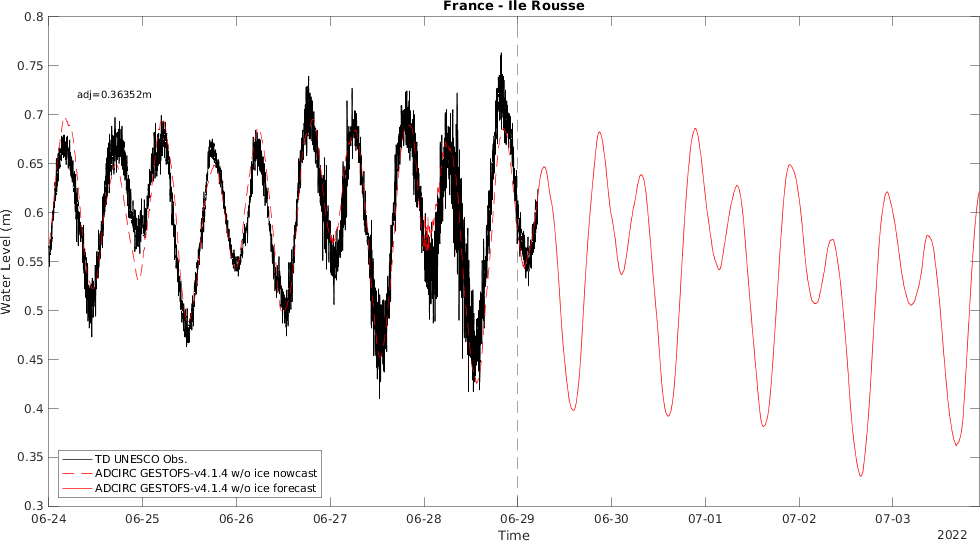 France - Ile Rousse
0.8
0.75
0.7
0.65
0.6
0.55
0.5
0.45
0.4
0.35
0.3
Water Level (m)
adj=0.36352m
TD UNESCO Obs.
ADCIRC GESTOFS-v4.1.4 w/o ice nowcast
ADCIRC GESTOFS-v4.1.4 w/o ice forecast
06-24 06-25 06-26 06-27 06-28 06-29 06-30 07-01 07-02 07-03
Time
2022